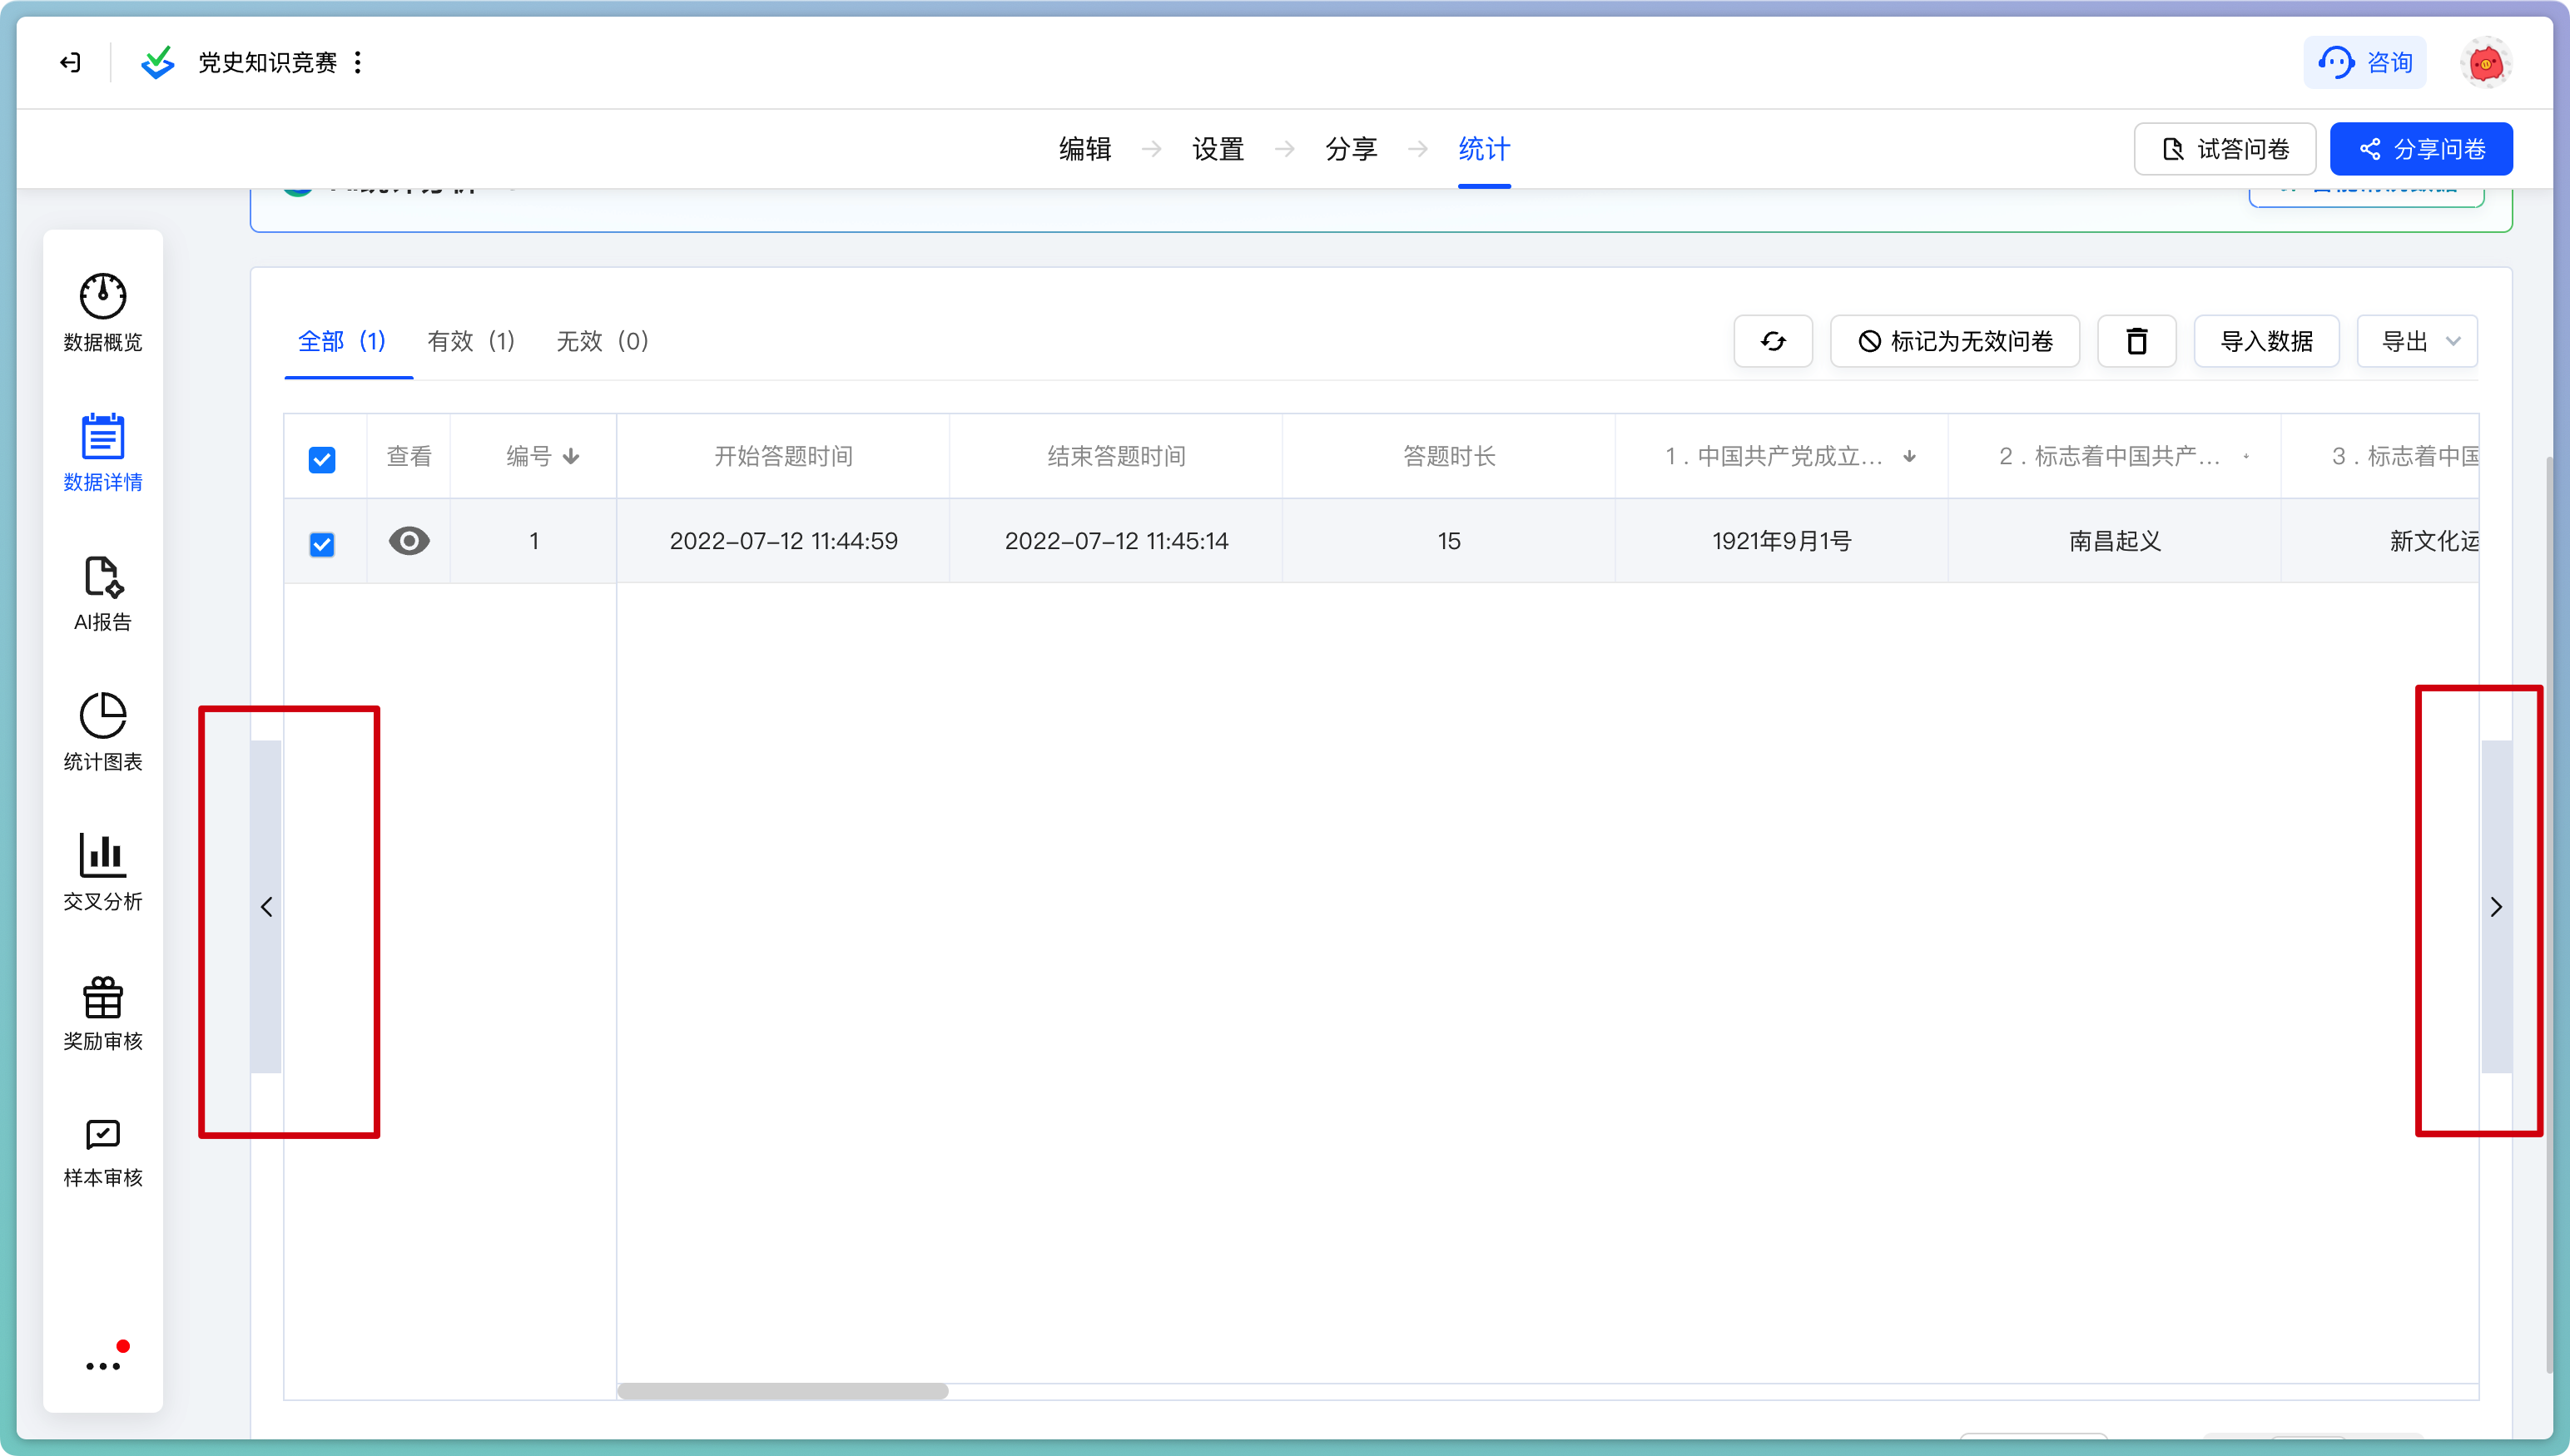 党史知识竞赛
咨询
编辑 设置 分享 统计
试答问卷 分享问卷
数据概览
数据详情
AI报告
统计图表
交叉分析
奖励审核
样本审核
全部 (1) 有效 (1) 无效 (0)
标记为无效问卷 导入数据 导出
查看 编号 开始答题时间 结束答题时间 答题时长 1 . 中国共产党成立... 2 . 标志着中国共产... 3 . 标志着中国
1 2022-07-12 11:44:59 2022-07-12 11:45:14 15 1921年9月1号 南昌起义 新文化运